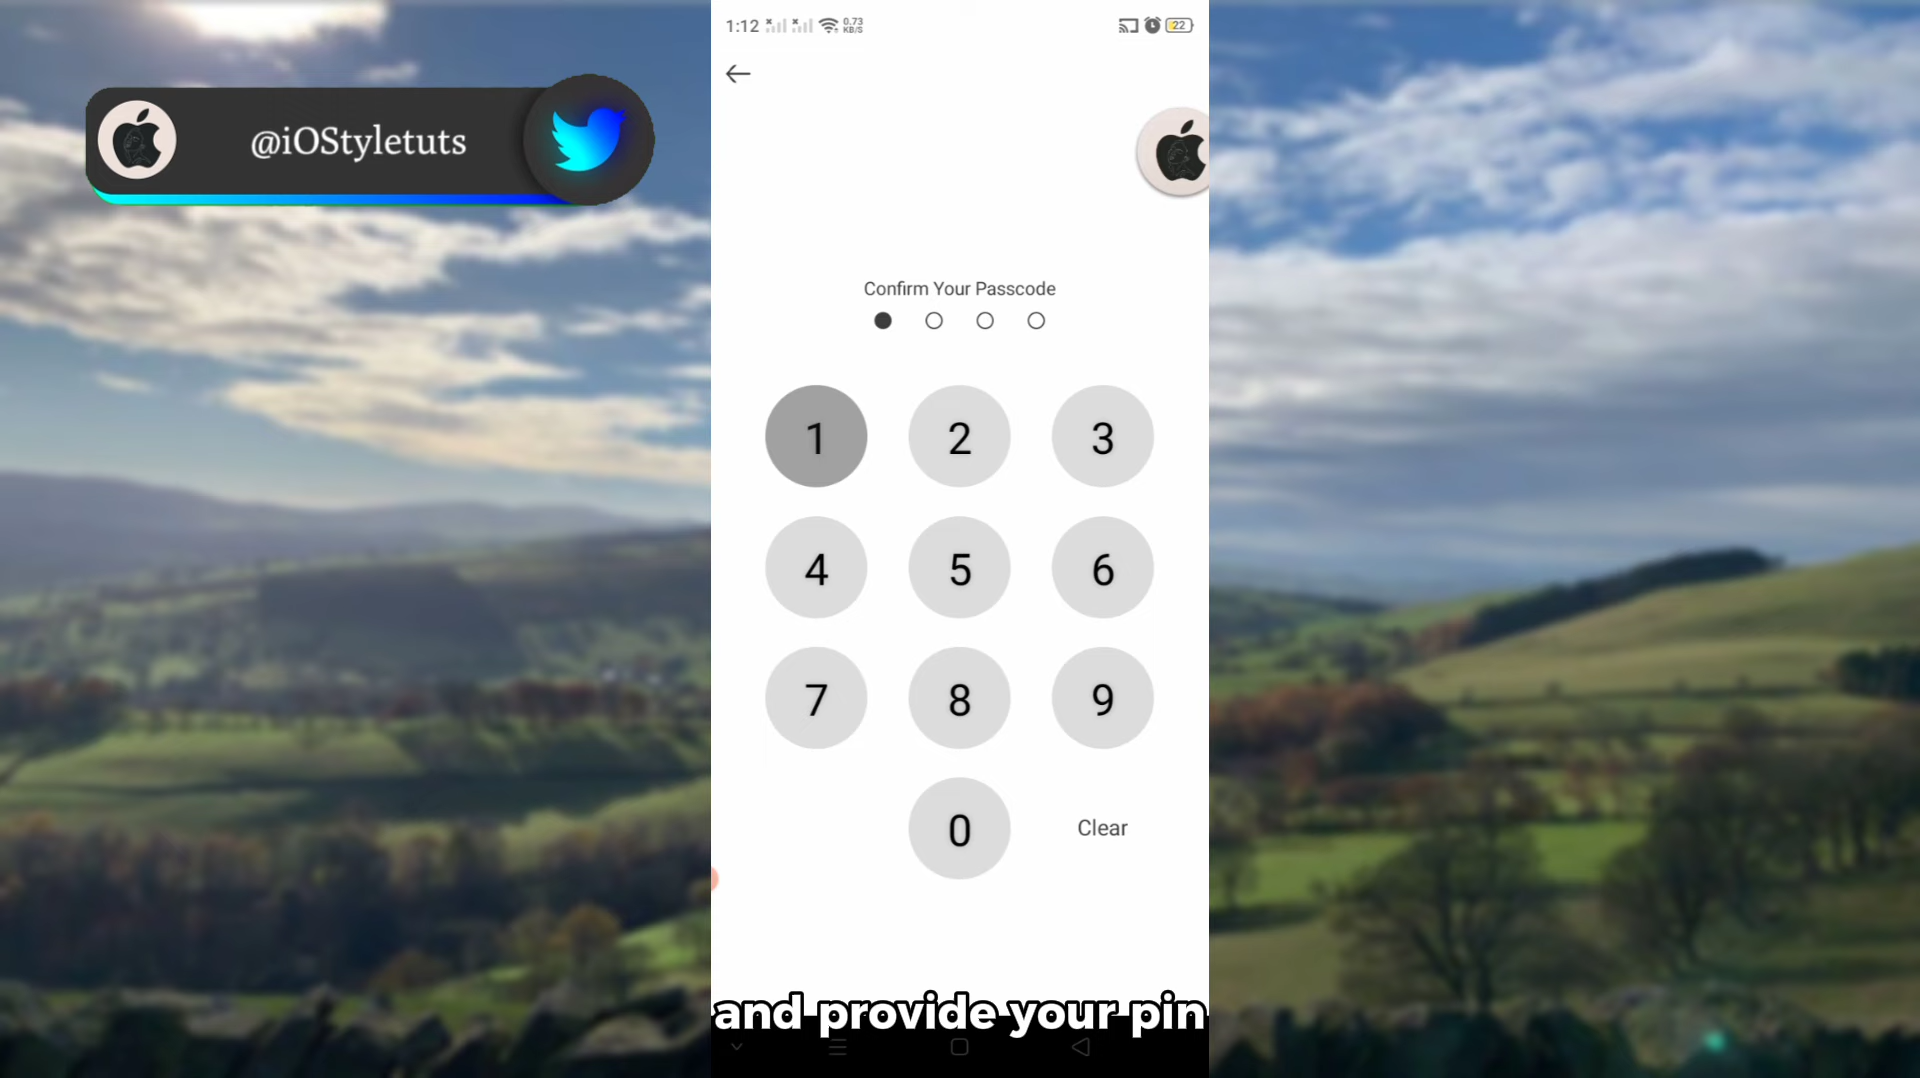 @iOStyletuts
1:12
0.73
KB/S
22
Confirm Your Passcode
1 2 3
4 5 6
7 8 9
0 Clear
and provide your pin